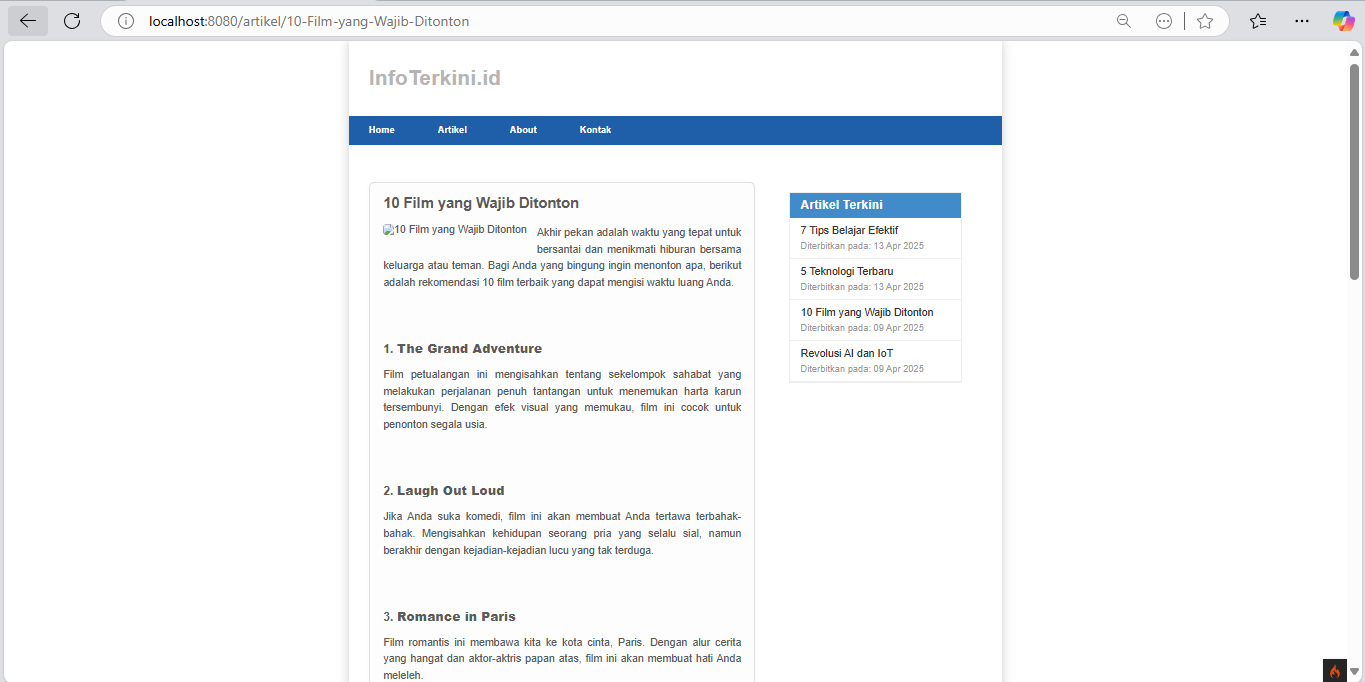 localhost:8080/artikel/10-Film-yang-Wajib-Ditonton
InfoTerkini.id
Home Artikel About Kontak
10 Film yang Wajib Ditonton
10 Film yang Wajib Ditonton
Akhir pekan adalah waktu yang tepat untuk
bersantai dan menikmati hiburan bersama
keluarga atau teman. Bagi Anda yang bingung ingin menonton apa, berikut
adalah rekomendasi 10 film terbaik yang dapat mengisi waktu luang Anda.
1. The Grand Adventure
Film petualangan ini mengisahkan tentang sekelompok sahabat yang
melakukan perjalanan penuh tantangan untuk menemukan harta karun
tersembunyi. Dengan efek visual yang memukau, film ini cocok untuk
penonton segala usia.
2. Laugh Out Loud
Jika Anda suka komedi, film ini akan membuat Anda tertawa terbahak-
bahak. Mengisahkan kehidupan seorang pria yang selalu sial, namun
berakhir dengan kejadian-kejadian lucu yang tak terduga.
3. Romance in Paris
Film romantis ini membawa kita ke kota cinta, Paris. Dengan alur cerita
yang hangat dan aktor-aktris papan atas, film ini akan membuat hati Anda
meleleh.
Artikel Terkini
7 Tips Belajar Efektif
Diterbitkan pada: 13 Apr 2025
5 Teknologi Terbaru
Diterbitkan pada: 13 Apr 2025
10 Film yang Wajib Ditonton
Diterbitkan pada: 09 Apr 2025
Revolusi AI dan IoT
Diterbitkan pada: 09 Apr 2025